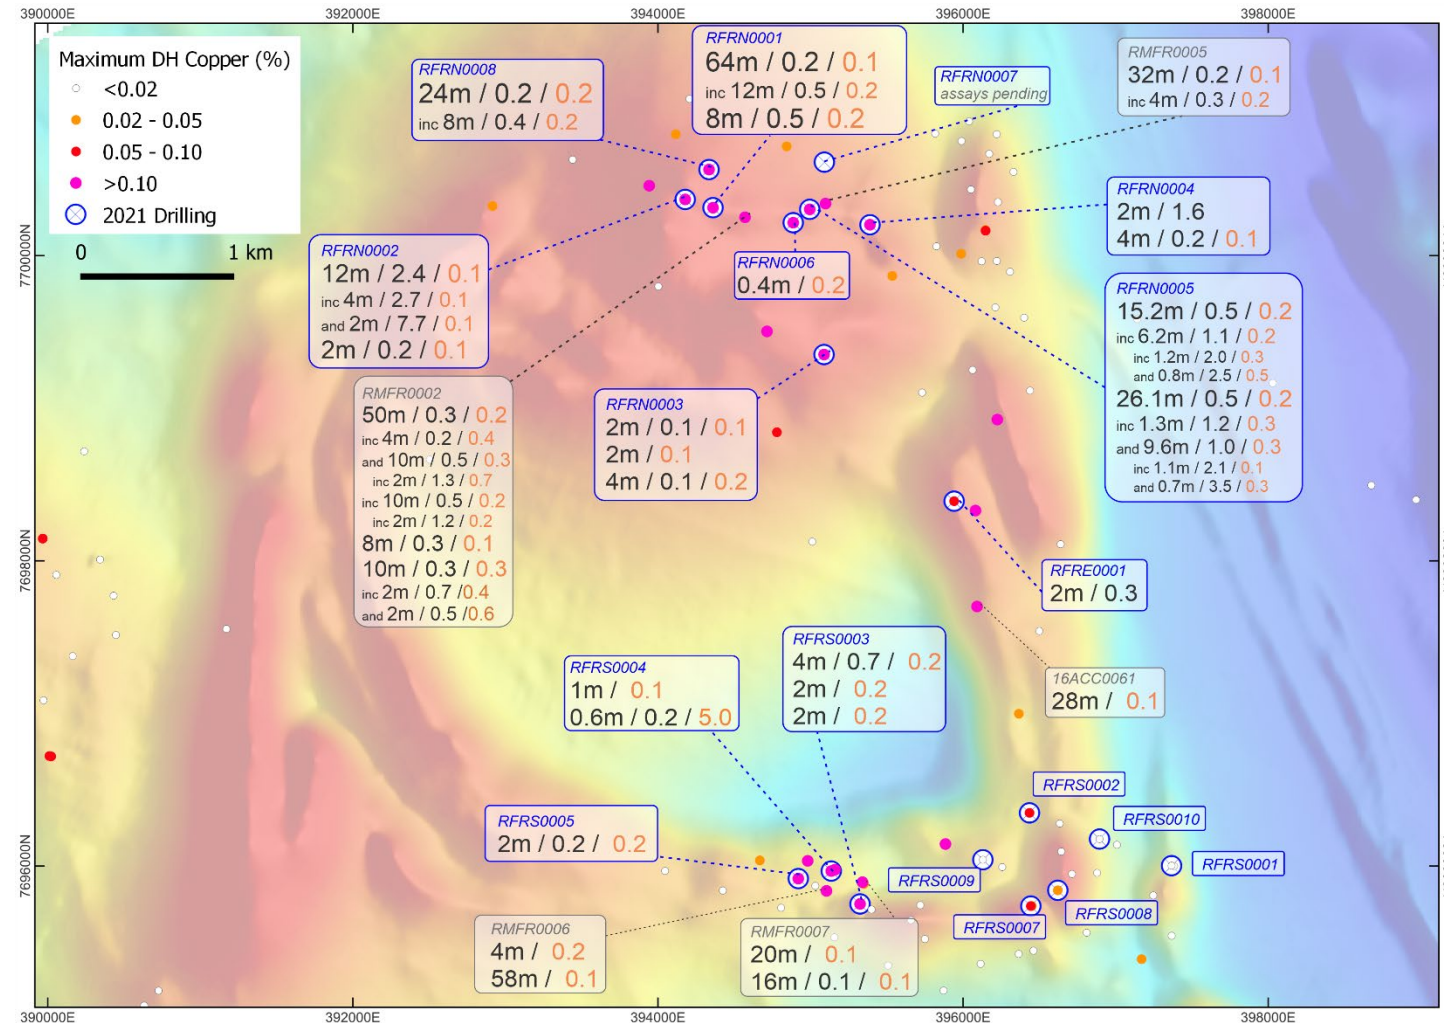 390000E
392000E
394000E
396000E
398000E
Maximum DH Copper (%)
<0.02
0.02 - 0.05
0.05 - 0.10
>0.10
2021 Drilling
0
1 km
RFRN0008
24m / 0.2 / 0.2
inc 8m / 0.4 / 0.2
RFRN0001
64m / 0.2 / 0.1
inc 12m / 0.5 / 0.2
8m / 0.5 / 0.2
RFRN0007
assays pending
RMFR0005
32m / 0.2 / 0.1
inc 4m / 0.3 / 0.2
RFRN0004
2m / 1.6
4m / 0.2 / 0.1
RFRN0002
12m / 2.4 / 0.1
inc 4m / 2.7 / 0.1
and 2m / 7.7 / 0.1
2m / 0.2 / 0.1
RFRN0006
0.4m / 0.2
RFRN0005
15.2m / 0.5 / 0.2
inc 6.2m / 1.1 / 0.2
inc 1.2m / 2.0 / 0.3
and 0.8m / 2.5 / 0.5
26.1m / 0.5 / 0.2
inc 1.3m / 1.2 / 0.3
and 9.6m / 1.0 / 0.3
inc 1.1m / 2.1 / 0.1
and 0.7m / 3.5 / 0.3
RMFR0002
50m / 0.3 / 0.2
inc 4m / 0.2 / 0.4
and 10m / 0.5 / 0.3
inc 2m / 1.3 / 0.7
inc 10m / 0.5 / 0.2
inc 2m / 1.2 / 0.2
8m / 0.3 / 0.1
10m / 0.3 / 0.3
inc 2m / 0.7 /0.4
and 2m / 0.5 /0.6
RFRN0003
2m / 0.1 / 0.1
2m / 0.1
4m / 0.1 / 0.2
RFRE0001
2m / 0.3
16ACC0061
28m / 0.1
RFRS0004
1m / 0.1
0.6m / 0.2 / 5.0
RFRS0003
4m / 0.7 / 0.2
2m / 0.2
2m / 0.2
RFRS0005
2m / 0.2 / 0.2
RFRS0002
RFRS0010
RFRS0001
RFRS0009
RFRS0007
RFRS0008
RMFR0006
4m / 0.2
58m / 0.1
RMFR0007
20m / 0.1
16m / 0.1 / 0.1
7700000N
7698000N
7696000N
390000E
392000E
394000E
396000E
398000E